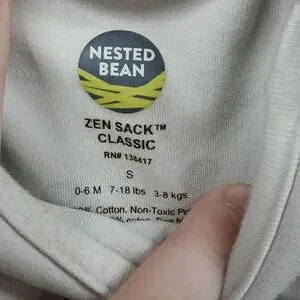 NESTED
BEAN
ZEN SACK™
CLASSIC
RN# 138417
S
0-6 M 7-18 lbs 3-8 kgs
% Cotton. Non-Toxic